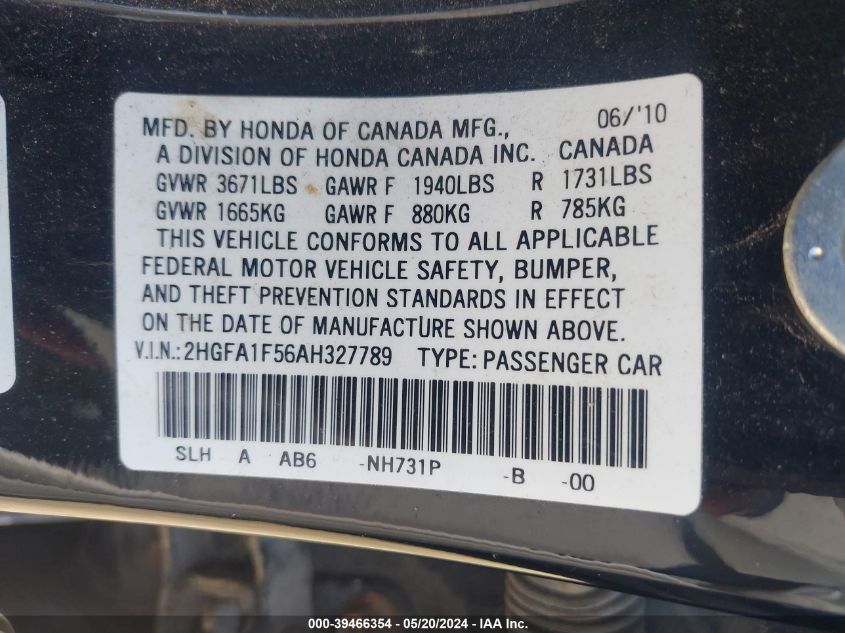 06/'10
MFD. BY HONDA OF CANADA MFG.,
A DIVISION OF HONDA CANADA INC. CANADA
GVWR 3671LBS GAWR F 1940LBS R 1731LBS
GVWR 1665KG GAWR F 880KG R 785KG
THIS VEHICLE CONFORMS TO ALL APPLICABLE
FEDERAL MOTOR VEHICLE SAFETY, BUMPER,
AND THEFT PREVENTION STANDARDS IN EFFECT
ON THE DATE OF MANUFACTURE SHOWN ABOVE.
V.I.N.: 2HGFA1F56AH327789 TYPE: PASSENGER CAR
SLH A AB6 -NH731P -B -00
000-39466354 / 05/20/2024 - IAA Inc.